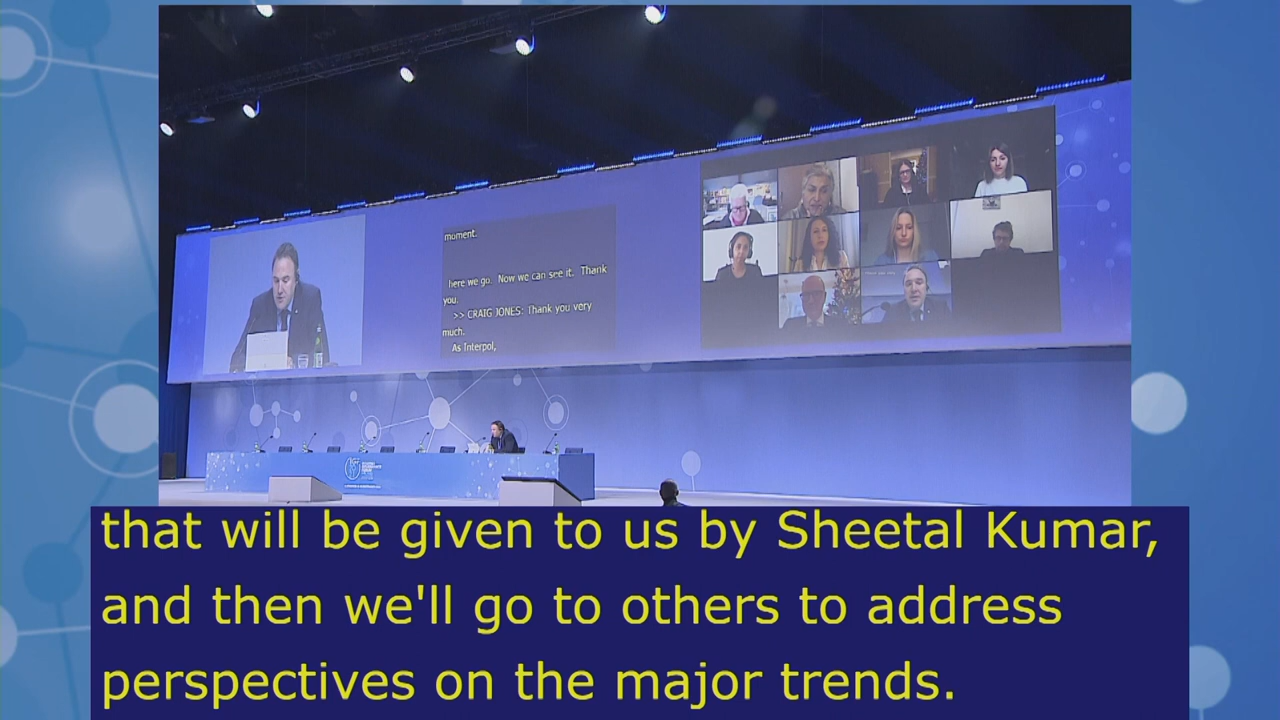 moment.
here we go. Now we can see it. Thank
you.
>> CRAIG JONES: Thank you very
much.
As Interpol,
that will be given to us by Sheetal Kumar,
and then we'll go to others to address
perspectives on the major trends.